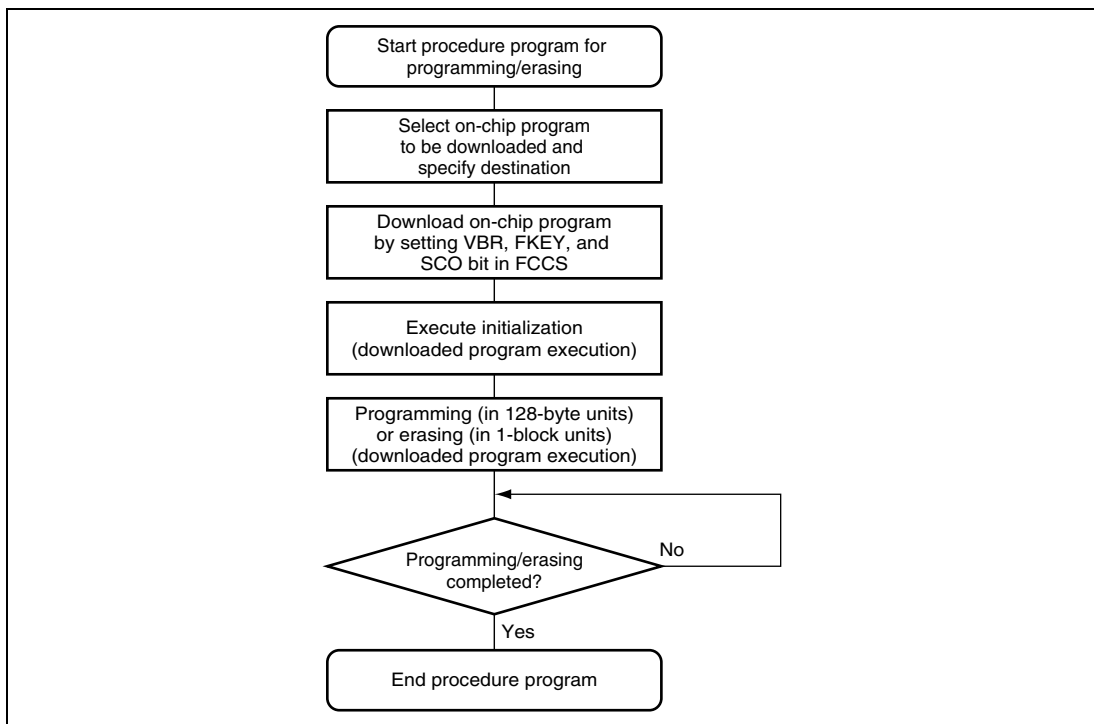 Start procedure program for
programming/erasing
Select on-chip program
to be downloaded and
specify destination
Download on-chip program
by setting VBR, FKEY, and
SCO bit in FCCS
Execute initialization
(downloaded program execution)
Programming (in 128-byte units)
or erasing (in 1-block units)
(downloaded program execution)
Programming/erasing
completed?
No
Yes
End procedure program